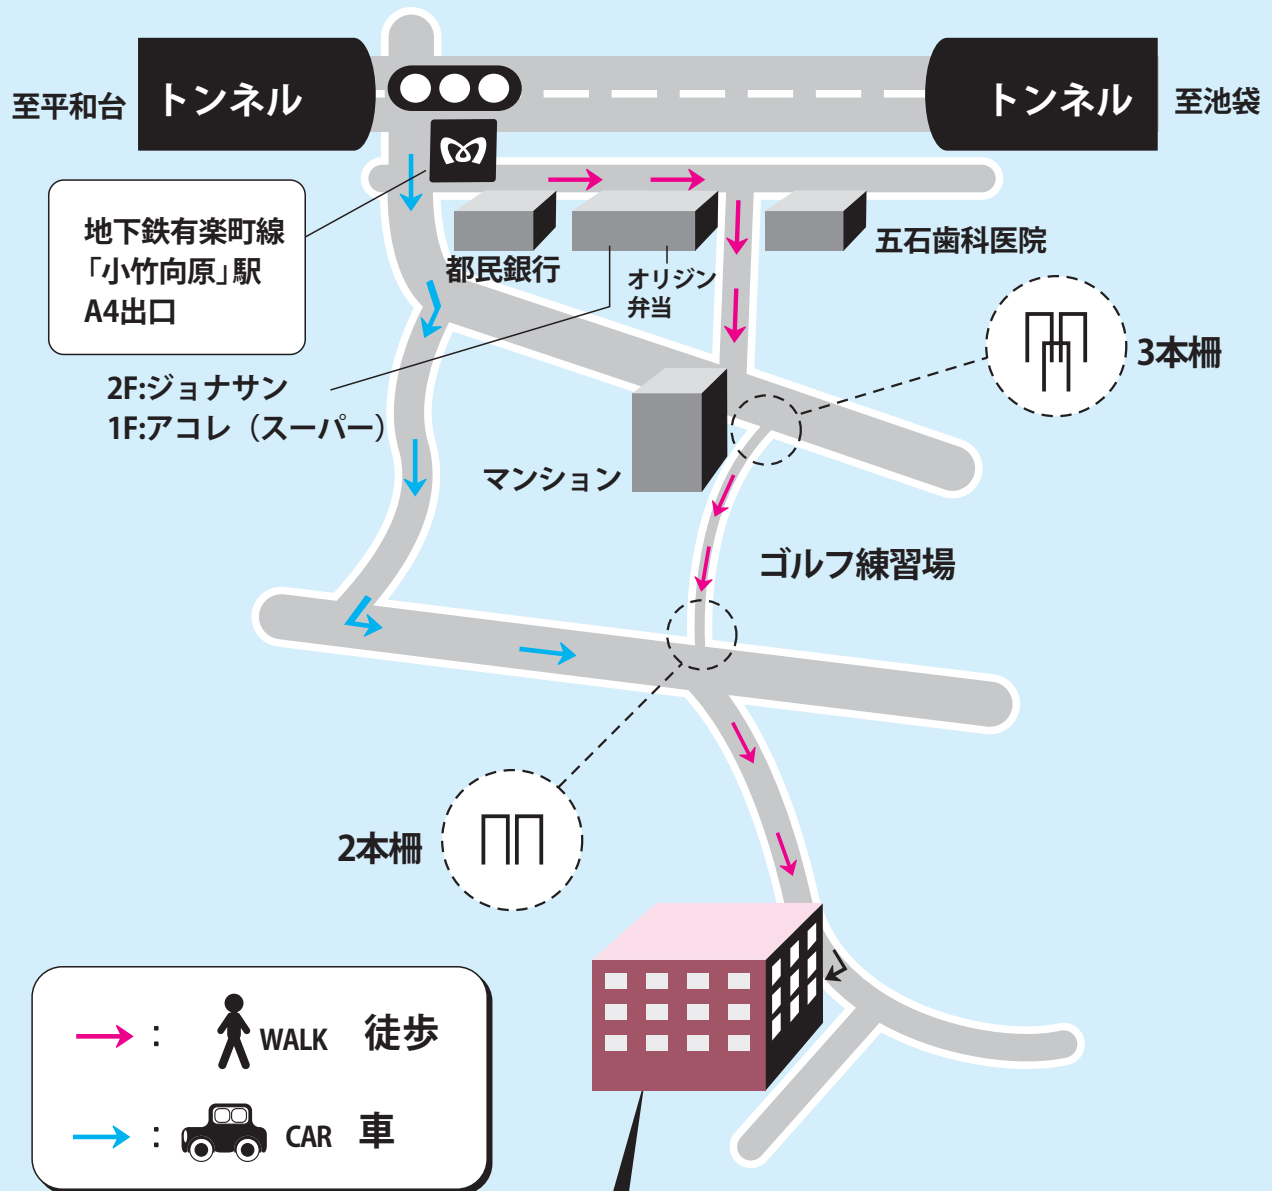 至平和台
トンネル
トンネル
至池袋
地下鉄有楽町線
「小竹向原」駅
A4出口
都民銀行
オリジン
弁当
五石歯科医院
2F:ジョナサン
1F:アコレ（スーパー）
3本柵
マンション
ゴルフ練習場
2本柵
： WALK 徒歩
： CAR 車